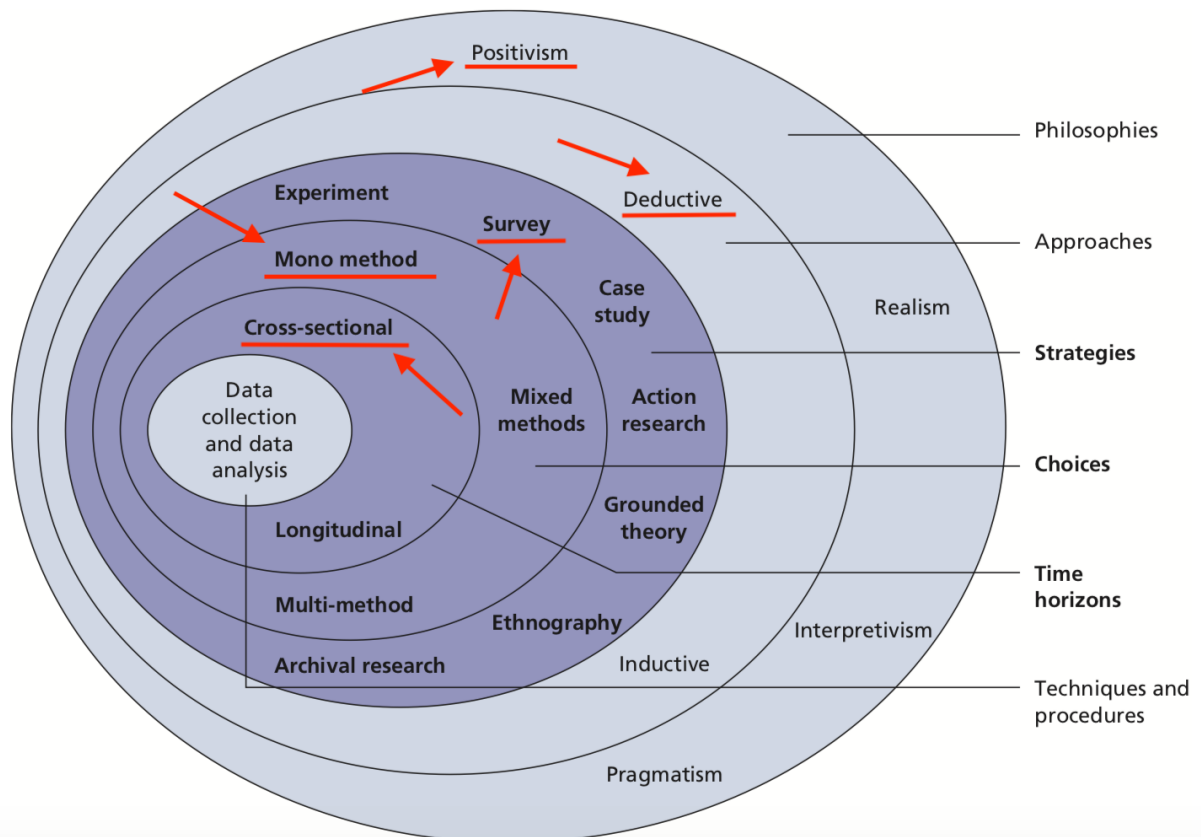 Positivism
Philosophies
Experiment
Deductive
Survey
Approaches
Mono method
Case
study
Realism
Cross-sectional
Strategies
Data
collection
and data
analysis
Mixed
methods
Action
research
Choices
Grounded
theory
Longitudinal
Time
horizons
Multi-method
Ethnography
Interpretivism
Archival research
Inductive
Techniques and
procedures
Pragmatism